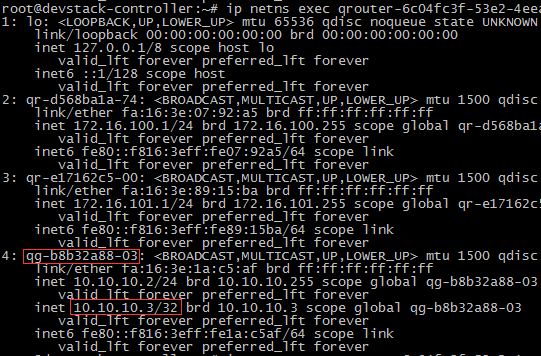 root@devstack-controller:~# ip netns exec qrouter-6c04fc3f-53e2-4eea
1: lo: <LOOPBACK,UP,LOWER_UP> mtu 65536 qdisc noqueue state UNKNOWN
link/loopback 00:00:00:00:00:00 brd 00:00:00:00:00:00
inet 127.0.0.1/8 scope host lo
valid_lft forever preferred_lft forever
inet6 ::1/128 scope host
valid_lft forever preferred_lft forever
2: qr-d568ba1a-74: <BROADCAST,MULTICAST,UP,LOWER_UP> mtu 1500 qdisc
link/ether fa:16:3e:07:92:a5 brd ff:ff:ff:ff:ff:ff
inet 172.16.100.1/24 brd 172.16.100.255 scope global qr-d568ba1a
valid_lft forever preferred_lft forever
inet6 fe80::f816:3eff:fe07:92a5/64 scope link
valid_lft forever preferred_lft forever
3: qr-e17162c5-00: <BROADCAST,MULTICAST,UP,LOWER_UP> mtu 1500 qdisc
link/ether fa:16:3e:89:15:ba brd ff:ff:ff:ff:ff:ff
inet 172.16.101.1/24 brd 172.16.101.255 scope global qr-e17162c5
valid_lft forever preferred_lft forever
inet6 fe80::f816:3eff:fe89:15ba/64 scope link
valid_lft forever preferred_lft forever
4: qg-b8b32a88-03: <BROADCAST,MULTICAST,UP,LOWER_UP> mtu 1500 qdisc
link/ether fa:16:3e:1a:c5:af brd ff:ff:ff:ff:ff:ff
inet 10.10.10.2/24 brd 10.10.10.255 scope global qg-b8b32a88-03
valid_lft forever preferred_lft forever
inet 10.10.10.3/32 brd 10.10.10.3 scope global qg-b8b32a88-03
valid_lft forever preferred_lft forever
inet6 fe80::f816:3eff:fe1a:c5af/64 scope link
valid_lft forever preferred_lft forever